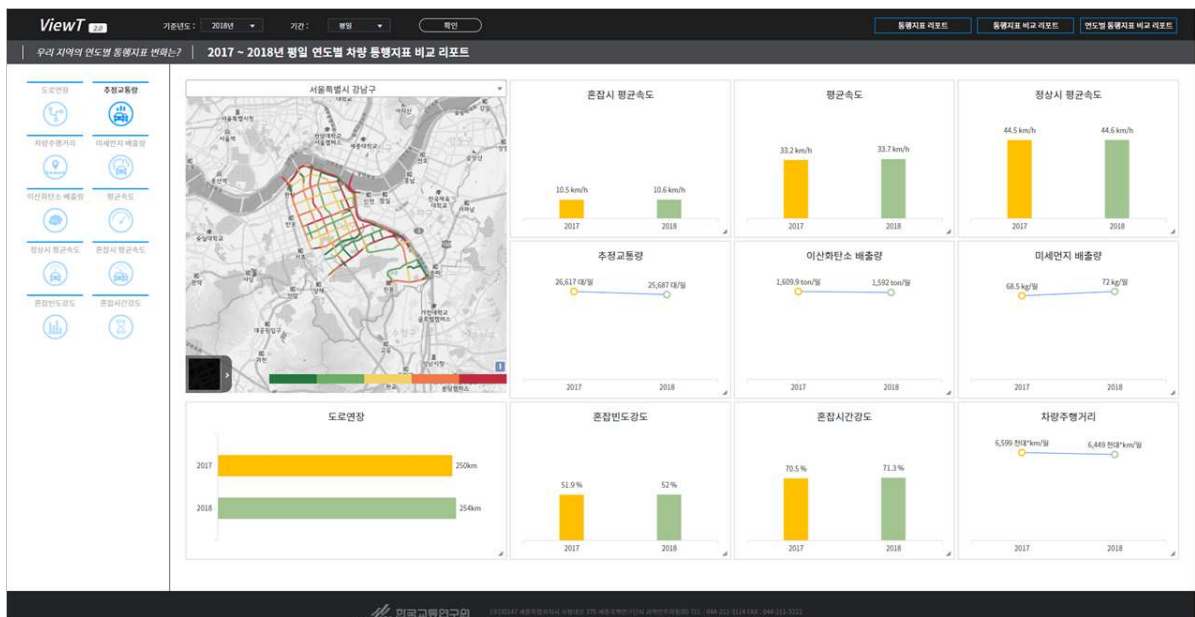 ViewT 2.0
기준년도 : 2018년
기간 : 평일
확인
통행지표 리포트
통행지표 비교 리포트
연도별 통행지표 비교 리포트
우리 지역의 연도별 통행지표 변화는?
2017 ~ 2018년 평일 연도별 차량 통행지표 비교 리포트
도로연장
추정교통량
차량주행거리
미세먼지 배출량
이산화탄소 배출량
평균속도
정상시 평균속도
혼잡시 평균속도
혼잡빈도강도
혼잡시간강도
서울특별시 강남구
혼잡시 평균속도
10.5 km/h
10.6 km/h
2017
2018
평균속도
33.2 km/h
33.7 km/h
2017
2018
정상시 평균속도
44.5 km/h
44.6 km/h
2017
2018
추정교통량
26,617 대/일
25,687 대/일
2017
2018
이산화탄소 배출량
1,609.9 ton/일
1,592 ton/일
2017
2018
미세먼지 배출량
68.5 kg/일
72 kg/일
2017
2018
도로연장
2017
250km
2018
254km
혼잡빈도강도
51.9 %
52 %
2017
2018
혼잡시간강도
70.5 %
71.3 %
2017
2018
차량주행거리
6,599 천대*km/일
6,449 천대*km/일
2017
2018
한국교통연구원